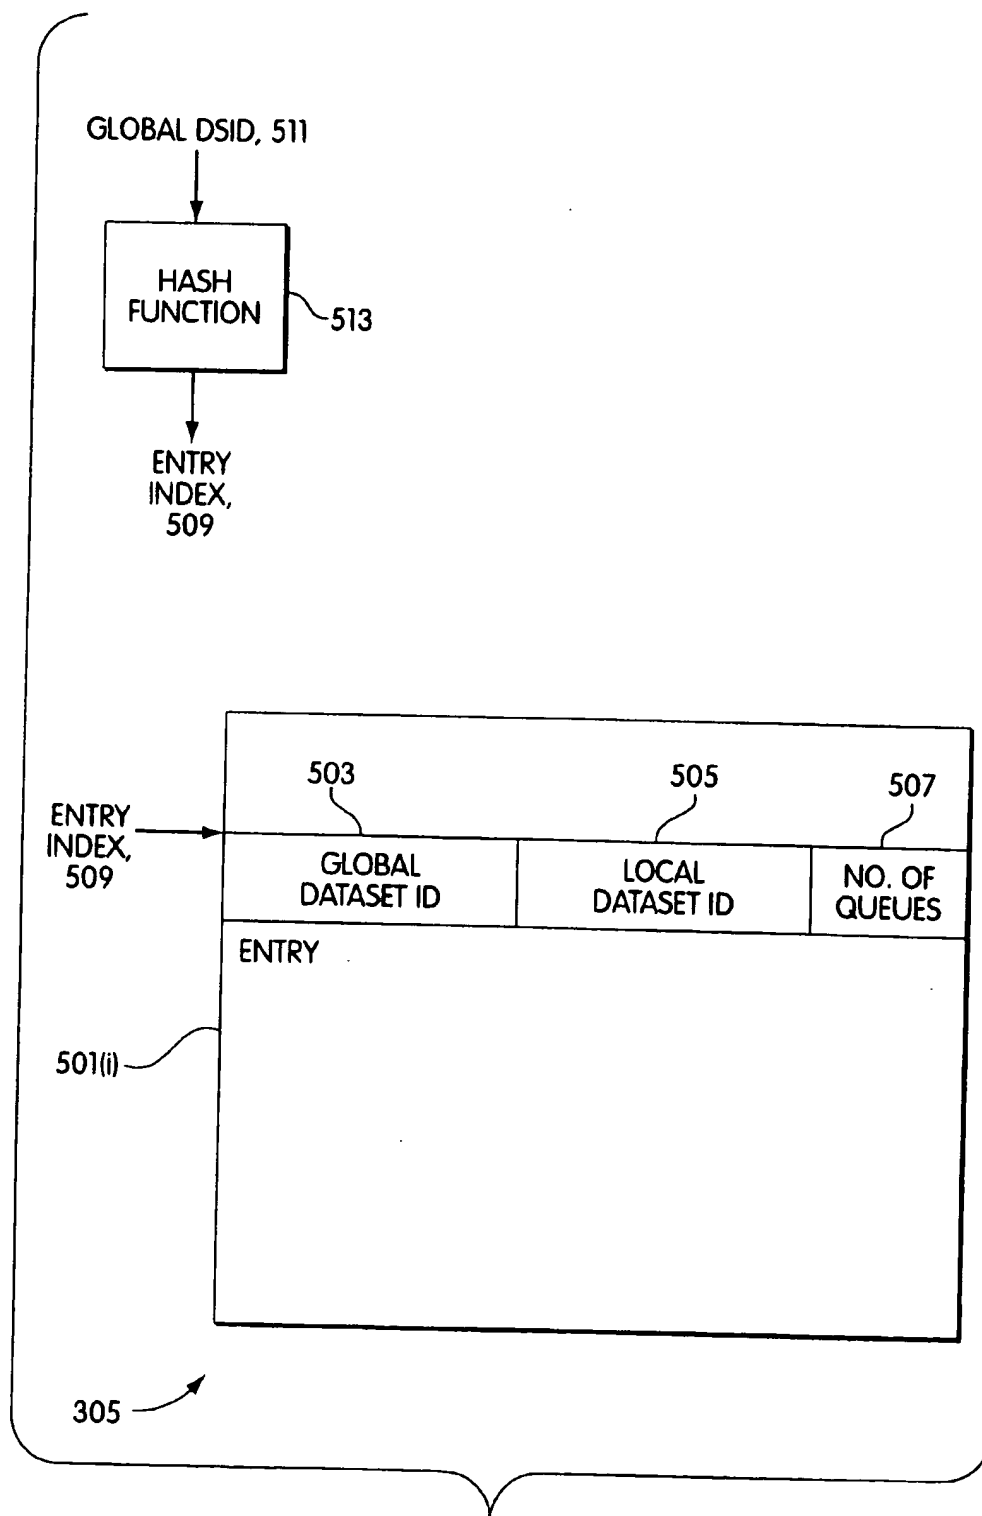 GLOBAL DSID, 511
HASH
FUNCTION
513
ENTRY
INDEX,
509
503
505
507
ENTRY
INDEX,
509
GLOBAL
DATASET ID
LOCAL
DATASET ID
NO. OF
QUEUES
ENTRY
501(i)
305